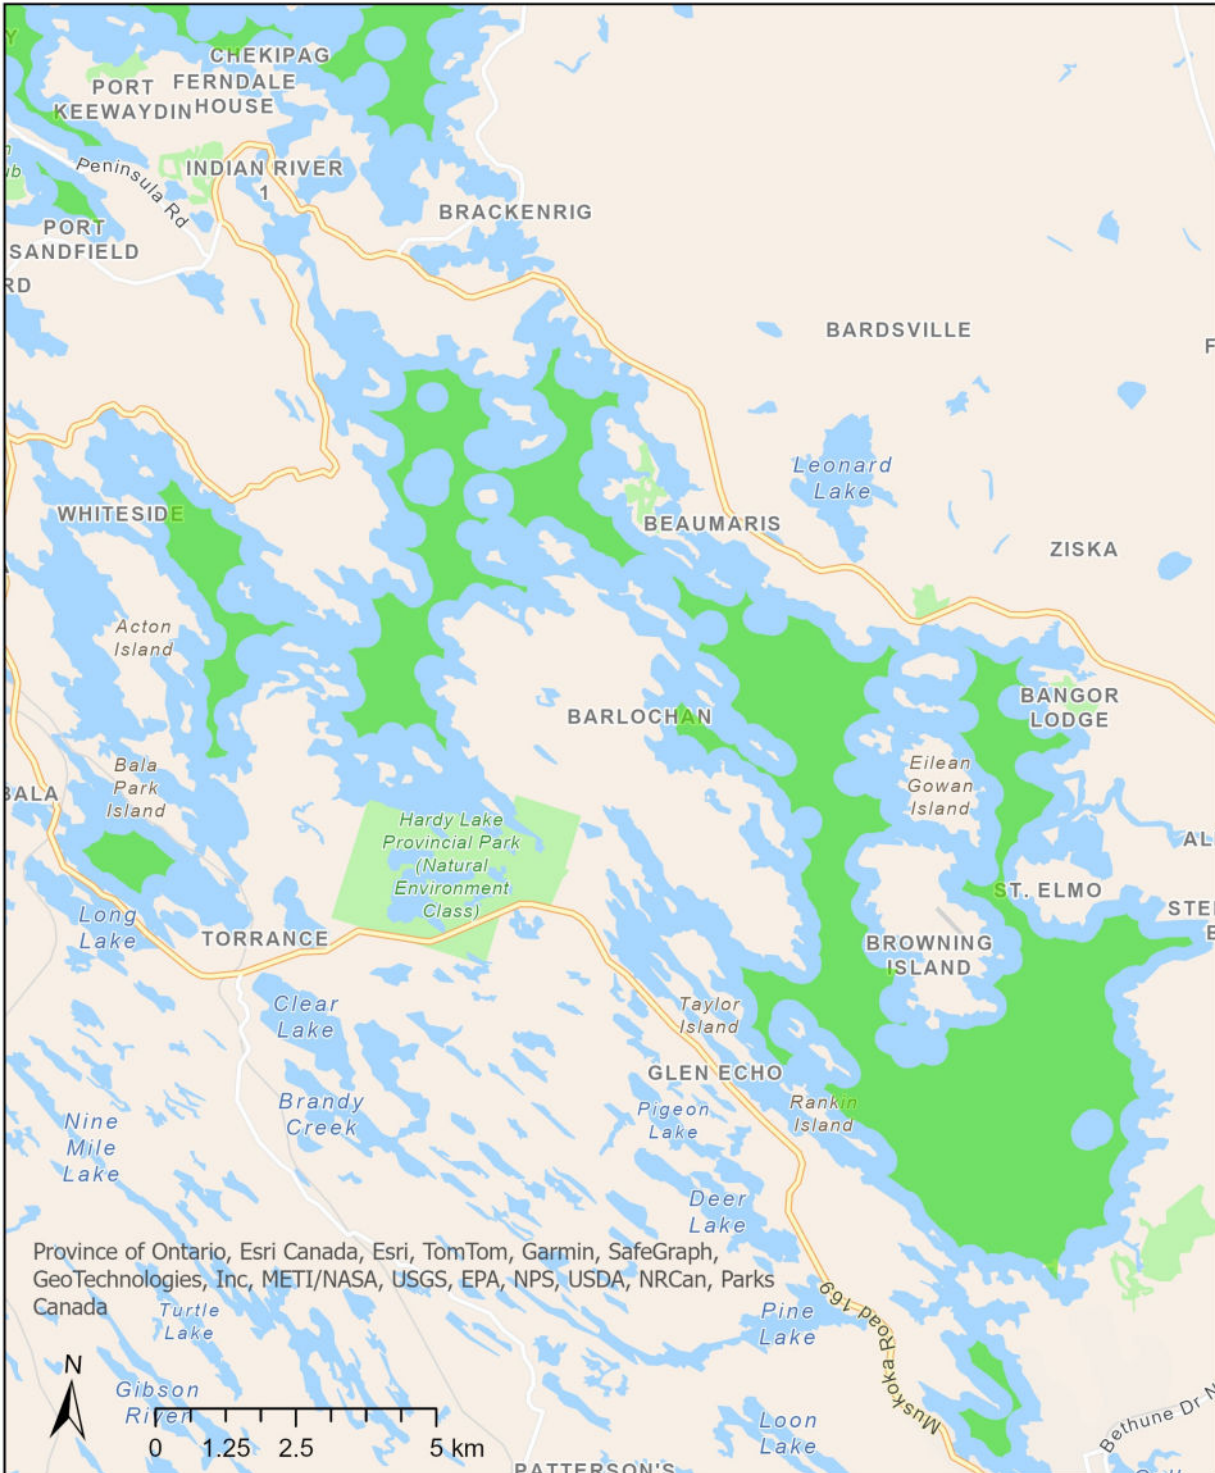 Y
CHEKIPAG
PORT
KEEWAYDIN
FERNDALE
HOUSE
n
ub
Peninsula Rd
INDIAN RIVER
1
BRACKENRIG
PORT
SANDFIELD
RD
BARDSVILLE
F
Leonard
Lake
WHITESIDE
BEAUMARIS
ZISKA
A
Acton
Island
BARLOCHAN
BANGOR
LODGE
Bala
Park
Island
Eilean
Gowan
Island
BALA
Hardy Lake
Provincial Park
(Natural
Environment
Class)
AL
ST. ELMO
STE
Long
Lake
TORRANCE
BROWNING
ISLAND
Clear
Lake
Taylor
Island
GLEN ECHO
Brandy
Creek
Pigeon
Lake
Rankin
Island
Nine
Mile
Lake
Deer
Lake
Province of Ontario, Esri Canada, Esri, TomTom, Garmin, SafeGraph,
GeoTechnologies, Inc, METI/NASA, USGS, EPA, NPS, USDA, NRCan, Parks
Canada
Turtle
Lake
Pine
Lake
Muskoka Road 169
N
Gibson
River
Loon
Lake
Bethune Dr N
0 1.25 2.5 5 km
PATTERSON'S